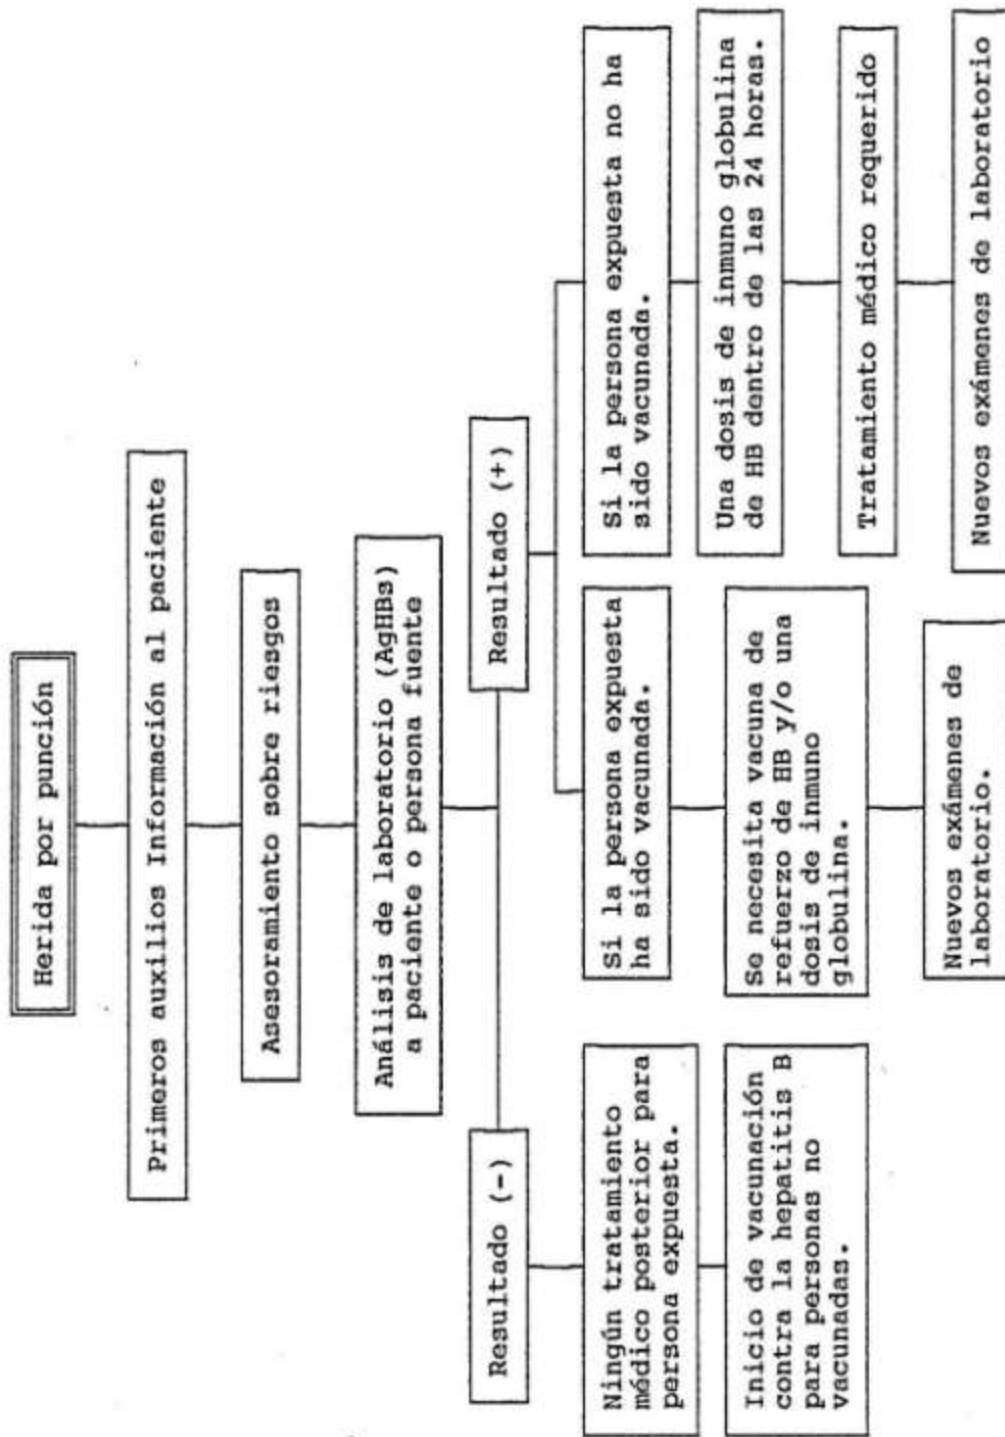 Herida por punción
Primeros auxilios Información al paciente
Asesoramiento sobre riesgos
Análisis de laboratorio (AgHBs)
a paciente o persona fuente
Resultado (-)
Ningún tratamiento
médico posterior para
persona expuesta.
Inicio de vacunación
contra la hepatitis B
para personas no
vacunadas.
Resultado (+)
Si la persona expuesta
ha sido vacunada.
Se necesita vacuna de
refuerzo de HB y/o una
dosis de inmuno
globulina.
Nuevos exámenes de
laboratorio.
Si la persona expuesta no ha
sido vacunada.
Una dosis de inmuno globulina
de HB dentro de las 24 horas.
Tratamiento médico requerido
Nuevos exámenes de laboratorio